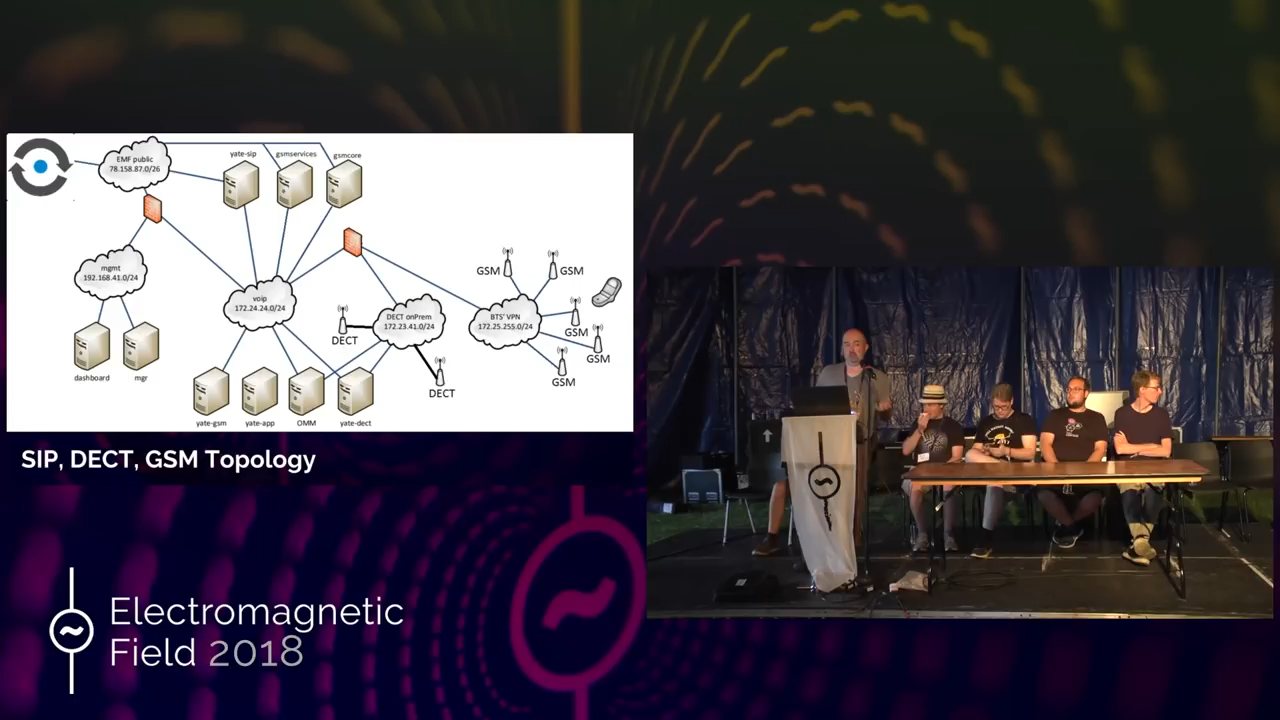 EMF public
78.158.87.0/26
yate-sip
gsmservices
gsmcore
mgmt
192.168.41.0/24
voip
172.24.24.0/24
DECT onPrem
172.23.41.0/24
BTS' VPN
172.25.255.0/24
GSM
GSM
GSM
GSM
GSM
DECT
DECT
dashboard
mgr
yate-gsm
yate-app
OMM
yate-dect
SIP, DECT, GSM Topology
Electromagnetic
Field 2018